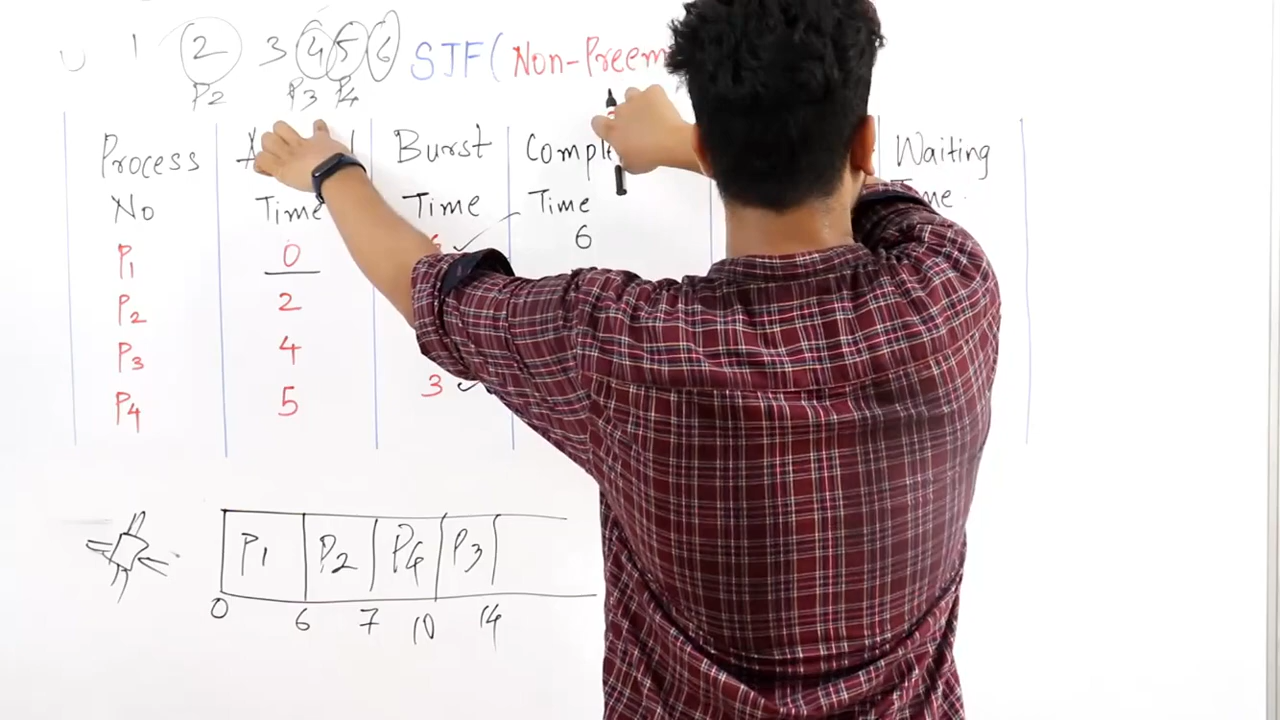 1 2 3 4 5 6 SJF (Non-Preem
P2 P3 P4
Process Burst Comple Waiting
No Time Time Time
P1 0 6
P2 2
P3 4
P4 5 3
P1 P2 P4 P3
0 6 7 10 14